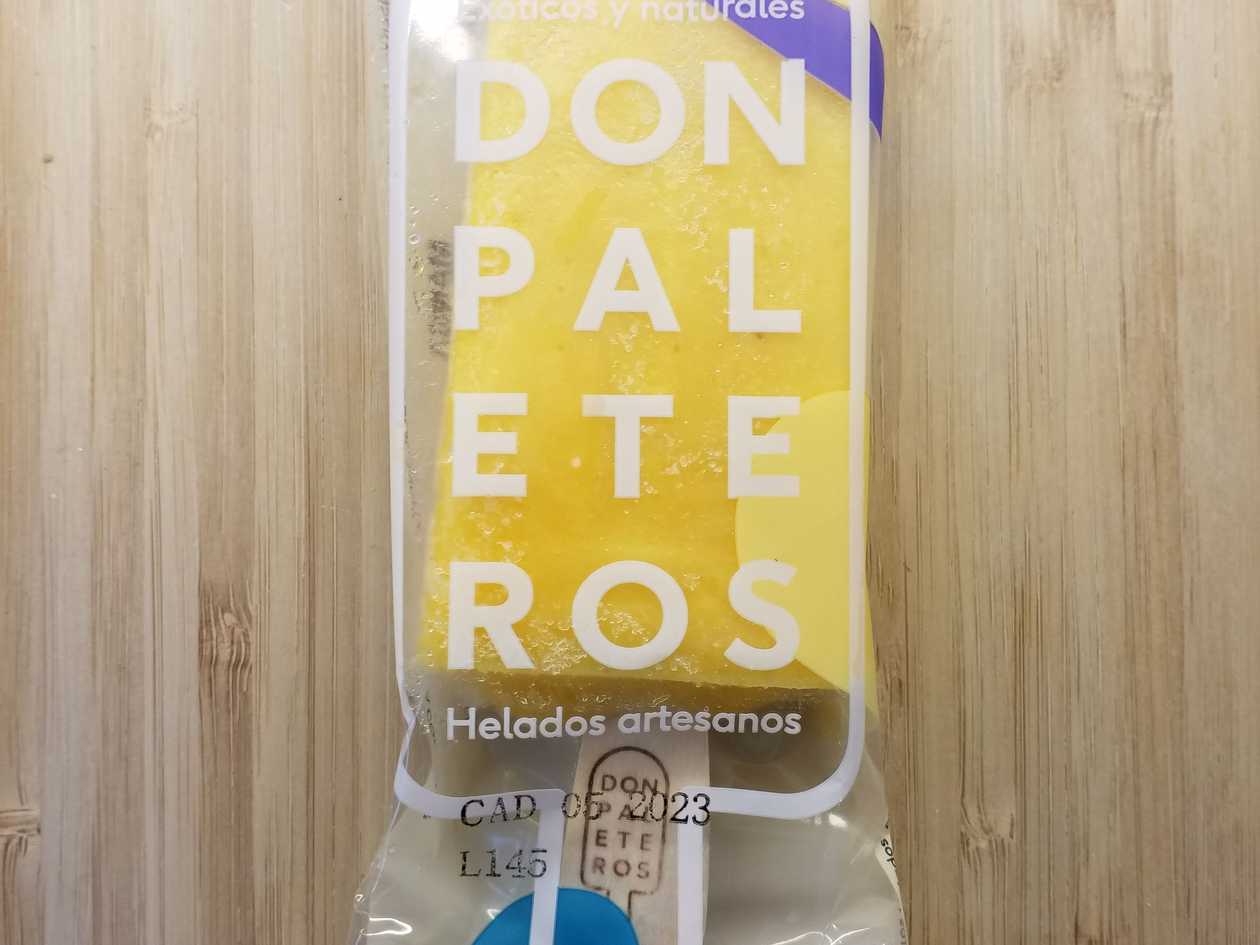 Exóticos y naturales
DON
PAL
ETE
ROS
Helados artesanos
DON
PAL
ETE
ROS
CAD 05 2023
L145